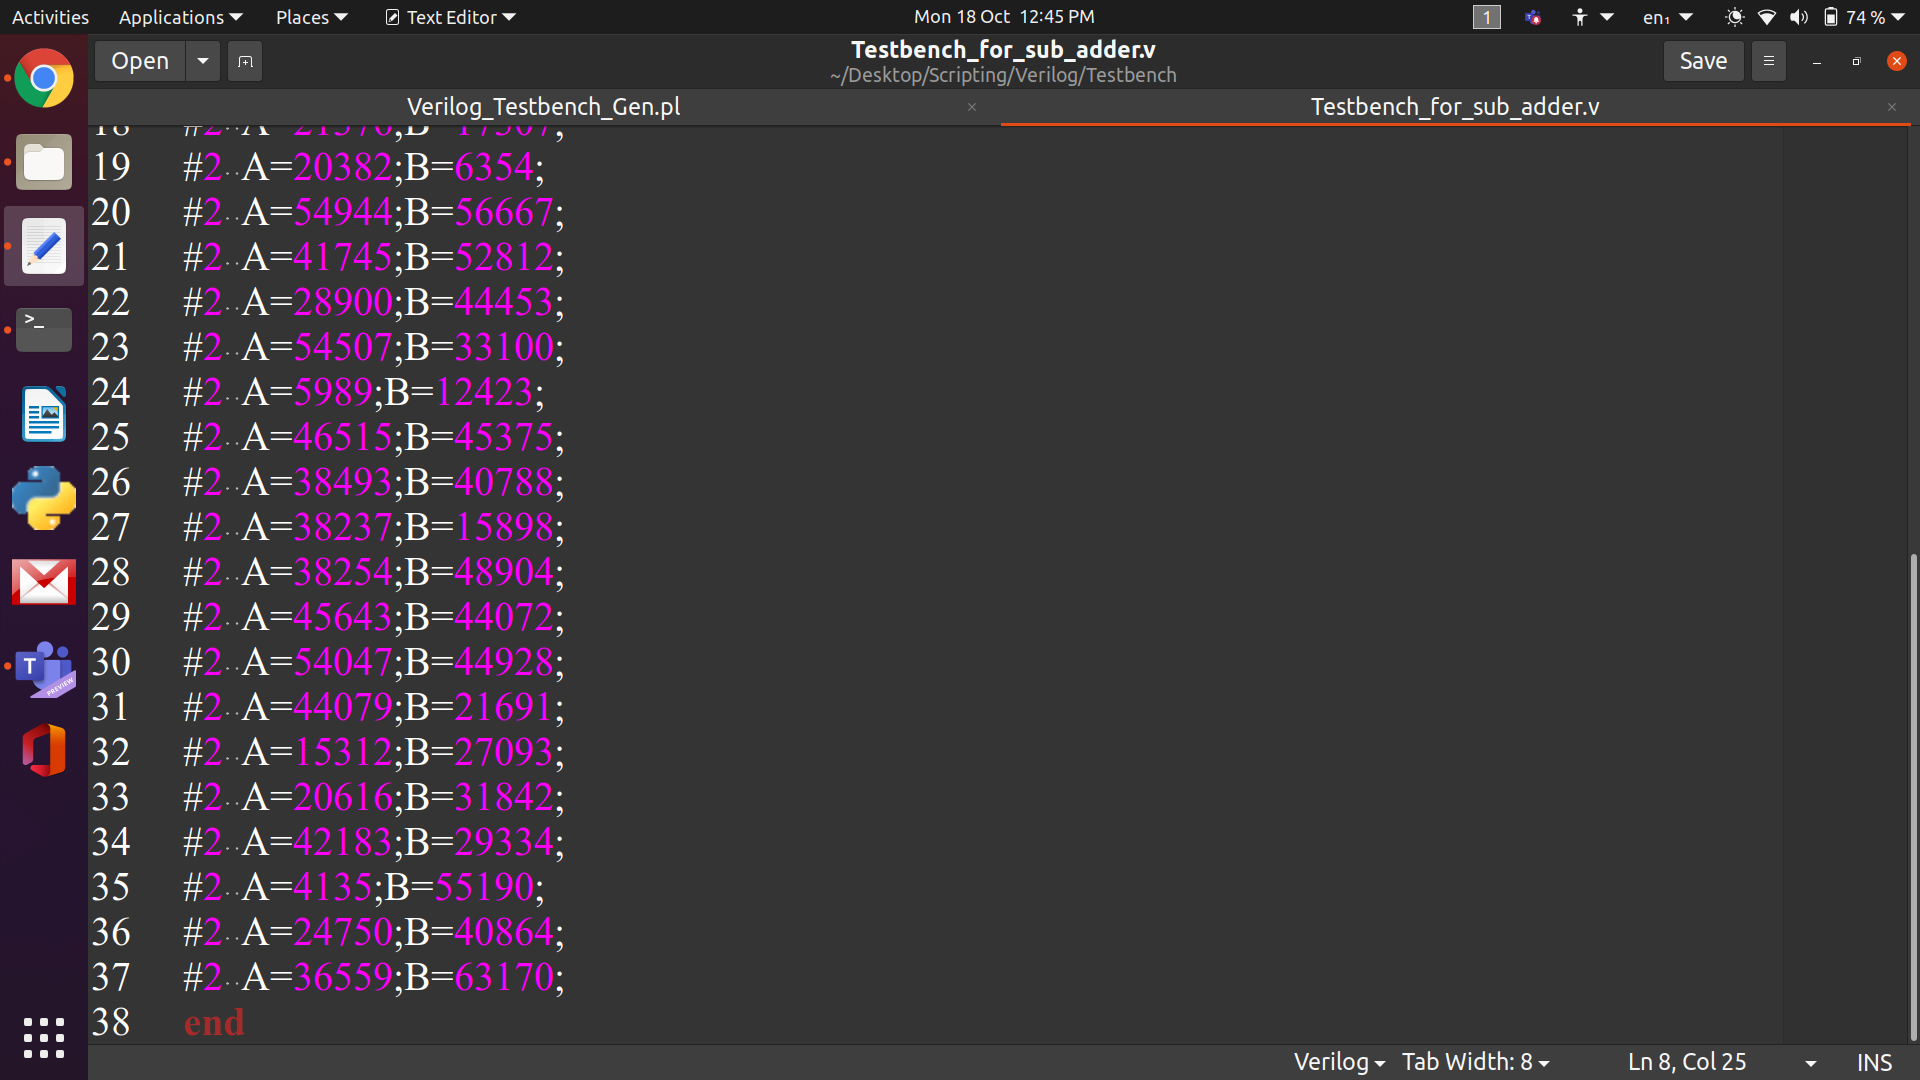 Activities Applications Places Text Editor Mon 18 Oct 12:45 PM 1 en₁ 74 %
Open Testbench_for_sub_adder.v Save
~/Desktop/Scripting/Verilog/Testbench
Verilog_Testbench_Gen.pl Testbench_for_sub_adder.v
19 #2 A=20382;B=6354;
20 #2 A=54944;B=56667;
21 #2 A=41745;B=52812;
22 #2 A=28900;B=44453;
23 #2 A=54507;B=33100;
24 #2 A=5989;B=12423;
25 #2 A=46515;B=45375;
26 #2 A=38493;B=40788;
27 #2 A=38237;B=15898;
28 #2 A=38254;B=48904;
29 #2 A=45643;B=44072;
30 #2 A=54047;B=44928;
31 #2 A=44079;B=21691;
32 #2 A=15312;B=27093;
33 #2 A=20616;B=31842;
34 #2 A=42183;B=29334;
35 #2 A=4135;B=55190;
36 #2 A=24750;B=40864;
37 #2 A=36559;B=63170;
38 end
Verilog Tab Width: 8 Ln 8, Col 25 INS
>_
T
PREVIEW